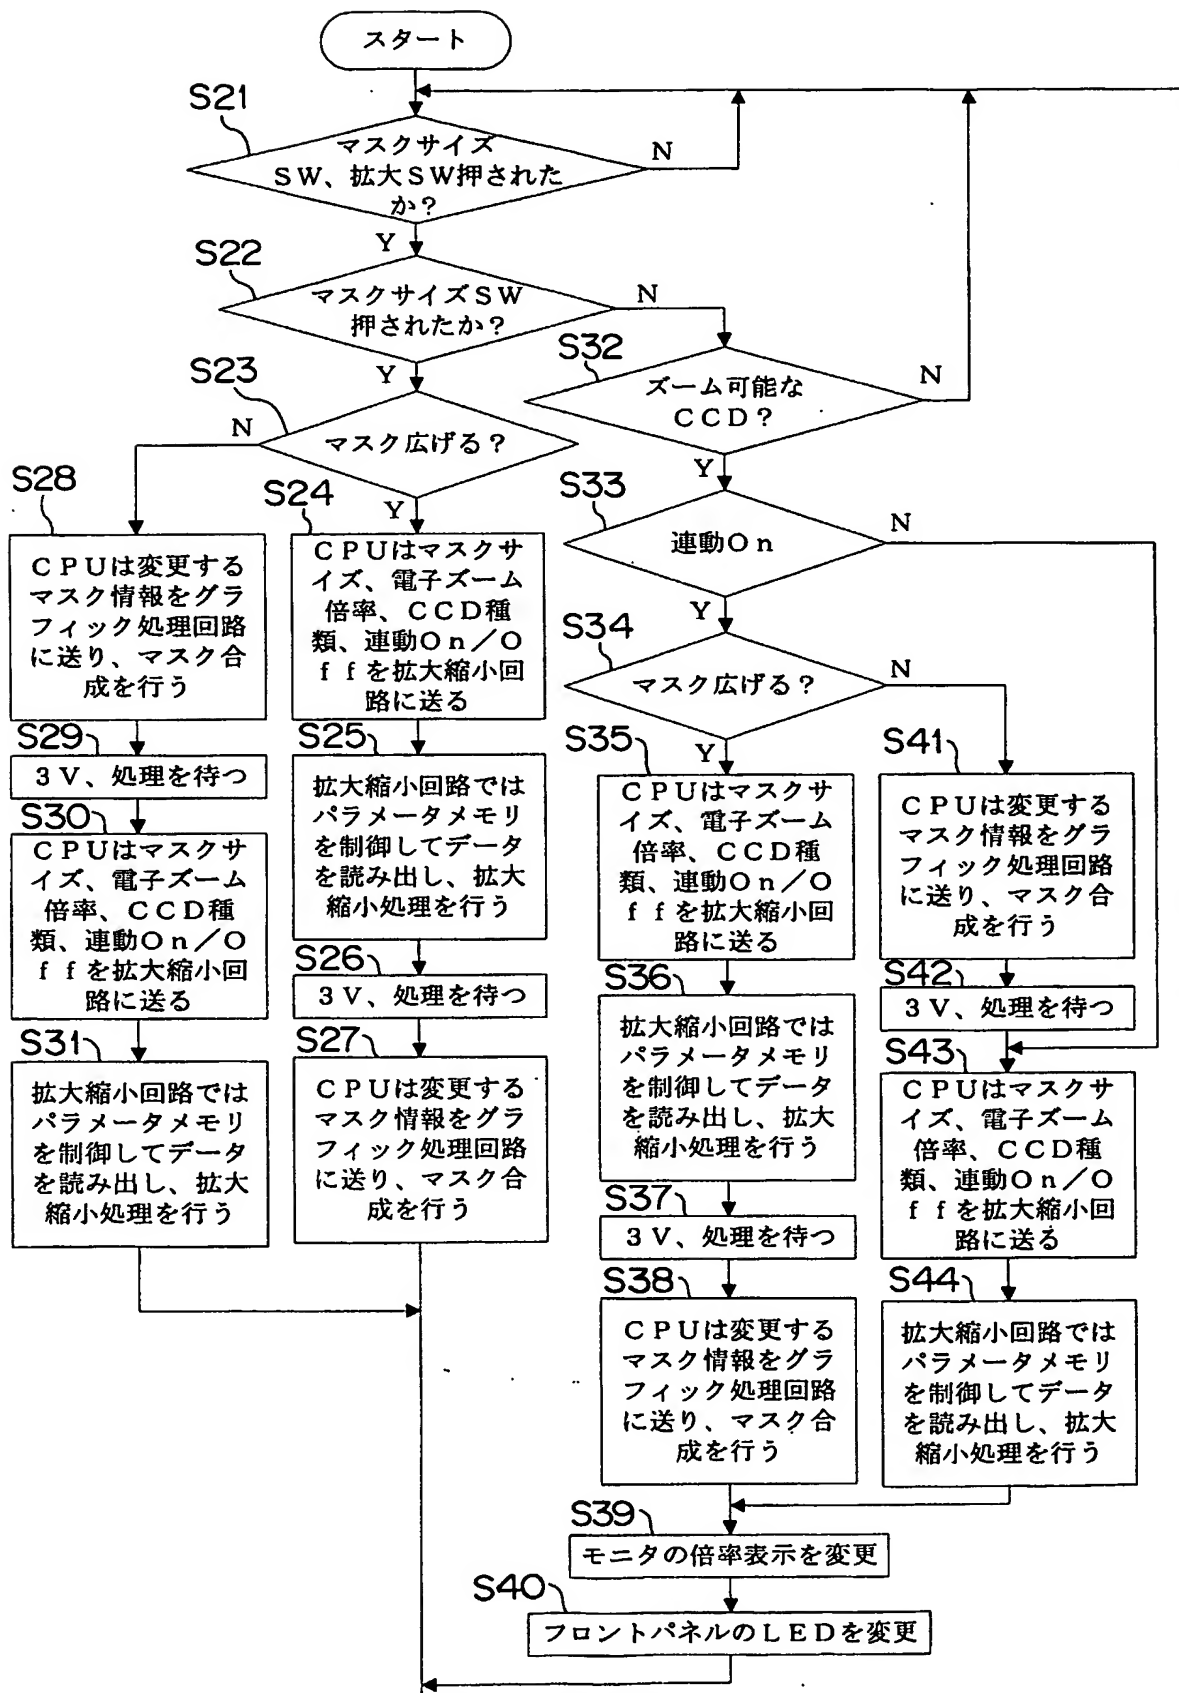 スタート
S21
マスクサイズ
SW、拡大SW押された
か?
N
Y
S22
マスクサイズSW
押されたか?
N
Y
S32
ズーム可能な
CCD?
N
Y
S23
マスク広げる?
N
Y
S33
連動On
N
Y
S28
CPUは変更する
マスク情報をグラ
フィック処理回路
に送り、マスク合
成を行う
S24
CPUはマスクサ
イズ、電子ズーム
倍率、CCD種
類、連動On/O
ffを拡大縮小回
路に送る
S34
マスク広げる?
N
Y
S29
3V、処理を待つ
S30
CPUはマスクサ
イズ、電子ズーム
倍率、CCD種
類、連動On/O
ffを拡大縮小回
路に送る
S31
拡大縮小回路では
パラメータメモリ
を制御してデータ
を読み出し、拡大
縮小処理を行う
S25
拡大縮小回路では
パラメータメモリ
を制御してデータ
を読み出し、拡大
縮小処理を行う
S26
3V、処理を待つ
S27
CPUは変更する
マスク情報をグラ
フィック処理回路
に送り、マスク合
成を行う
S35
CPUはマスクサ
イズ、電子ズーム
倍率、CCD種
類、連動On/O
ffを拡大縮小回
路に送る
S36
拡大縮小回路では
パラメータメモリ
を制御してデータ
を読み出し、拡大
縮小処理を行う
S37
3V、処理を待つ
S38
CPUは変更する
マスク情報をグラ
フィック処理回路
に送り、マスク合
成を行う
S41
CPUは変更する
マスク情報をグラ
フィック処理回路
に送り、マスク合
成を行う
S42
3V、処理を待つ
S43
CPUはマスクサ
イズ、電子ズーム
倍率、CCD種
類、連動On/O
ffを拡大縮小回
路に送る
S44
拡大縮小回路では
パラメータメモリ
を制御してデータ
を読み出し、拡大
縮小処理を行う
S39
モニタの倍率表示を変更
S40
フロントパネルのLEDを変更